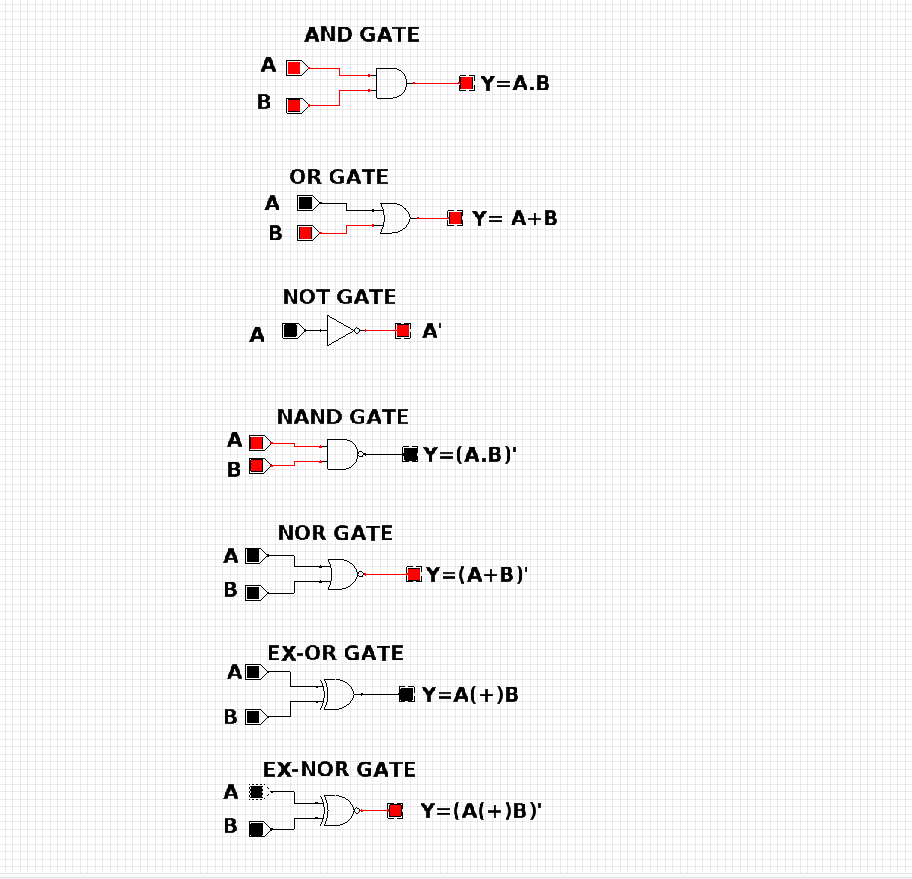 AND GATE
A
Y=A.B
B
OR GATE
A
Y= A+B
B
NOT GATE
A
A'
NAND GATE
A
Y=(A.B)'
B
NOR GATE
A
Y=(A+B)'
B
EX-OR GATE
A
Y=A(+)B
B
EX-NOR GATE
A
Y=(A(+)B)'
B